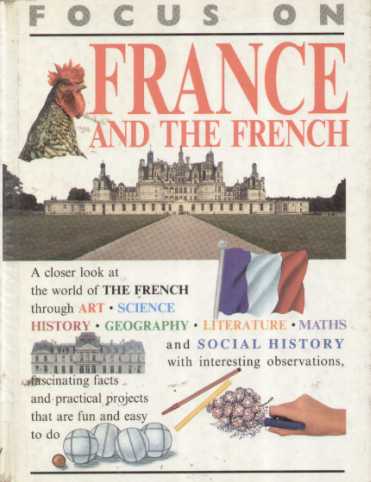 FOCUS ON
FRANCE
AND THE FRENCH
A closer look at
the world of THE FRENCH
through ART • SCIENCE
HISTORY • GEOGRAPHY • LITERATURE • MATHS
and SOCIAL HISTORY
with interesting observations,
fascinating facts
and practical projects
that are fun and easy
to do